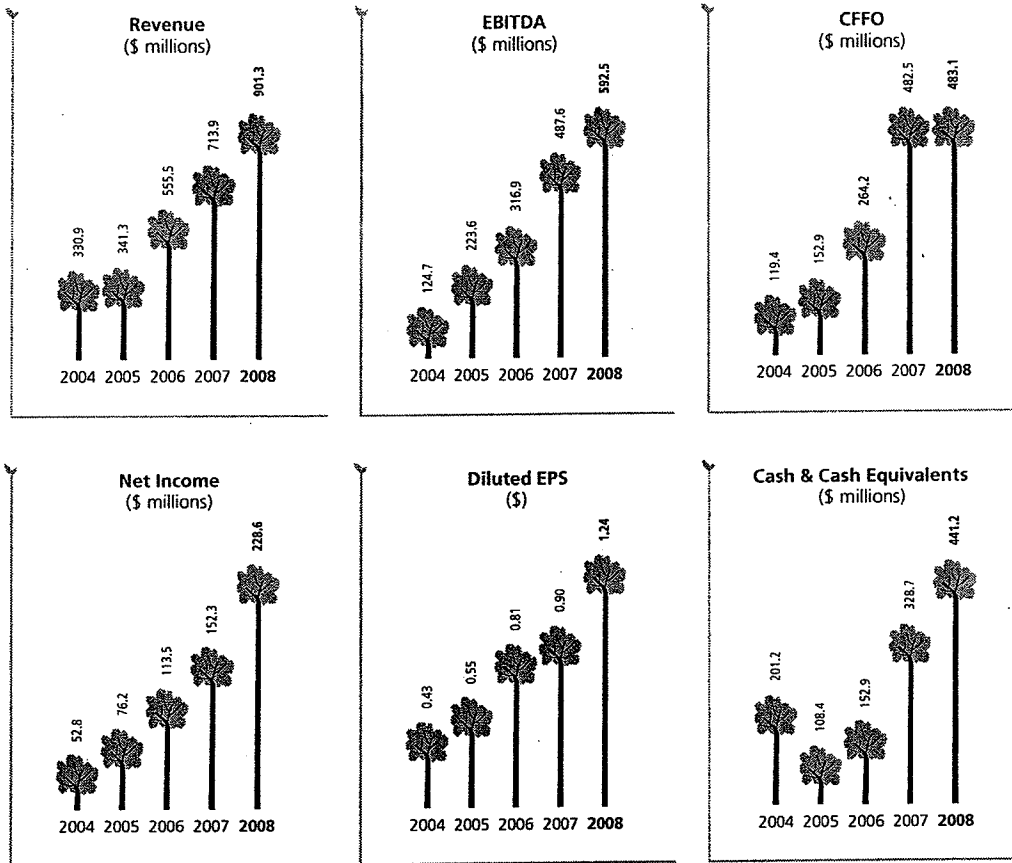 Revenue
($ millions)
330.9
341.3
555.5
713.9
901.3
2004 2005 2006 2007 2008
EBITDA
($ millions)
124.7
223.6
316.9
487.6
592.5
2004 2005 2006 2007 2008
CFFO
($ millions)
119.4
152.9
264.2
482.5
483.1
2004 2005 2006 2007 2008
Net Income
($ millions)
52.8
76.2
113.5
152.3
228.6
2004 2005 2006 2007 2008
Diluted EPS
($)
0.43
0.55
0.81
0.90
1.24
2004 2005 2006 2007 2008
Cash & Cash Equivalents
($ millions)
201.2
108.4
152.9
328.7
441.2
2004 2005 2006 2007 2008